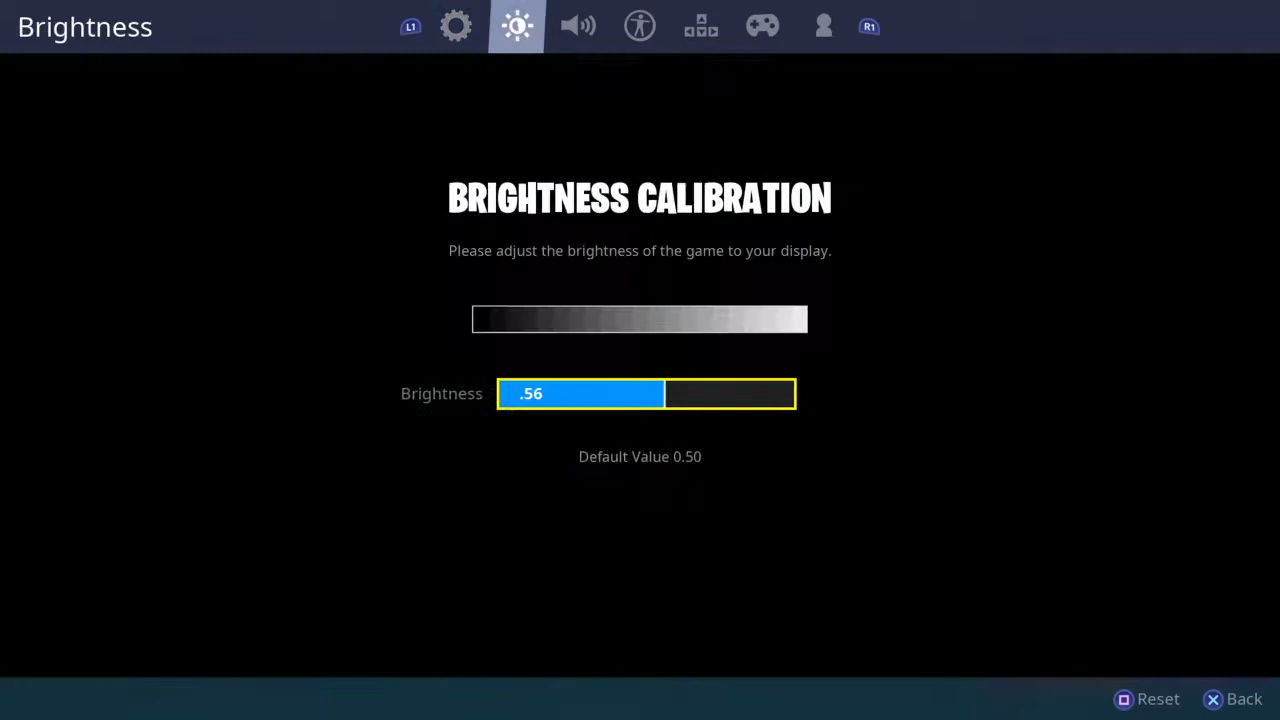 Brightness
L1
R1
BRIGHTNESS CALIBRATION
Please adjust the brightness of the game to your display.
Brightness
.56
Default Value 0.50
Reset
Back